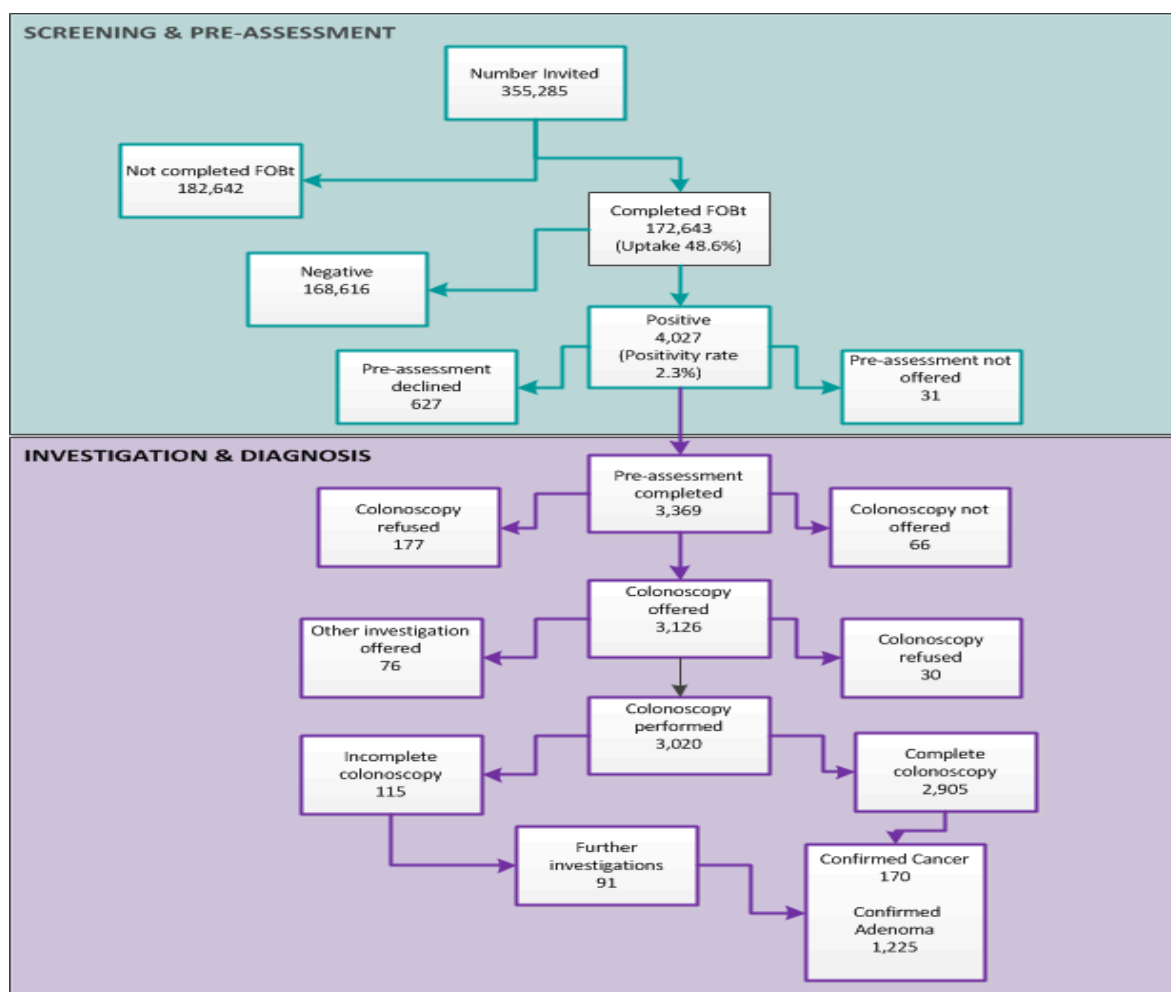 SCREENING & PRE-ASSESSMENT
Number Invited
355,285
Not completed FOBt
182,642
Completed FOBt
172,643
(Uptake 48.6%)
Negative
168,616
Positive
4,027
(Positivity rate
2.3%)
Pre-assessment
declined
627
Pre-assessment not
offered
31
INVESTIGATION & DIAGNOSIS
Pre-assessment
completed
3,369
Colonoscopy
refused
177
Colonoscopy not
offered
66
Colonoscopy
offered
3,126
Other investigation
offered
76
Colonoscopy
refused
30
Colonoscopy
performed
3,020
Incomplete
colonoscopy
115
Complete
colonoscopy
2,905
Further
investigations
91
Confirmed Cancer
170
Confirmed
Adenoma
1,225